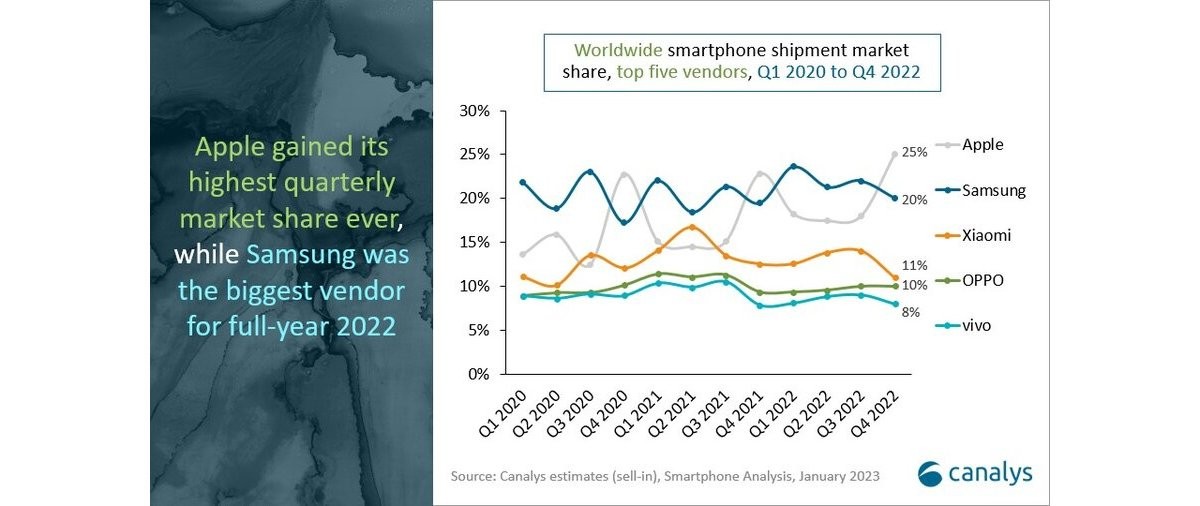 Apple gained its
highest quarterly
market share ever,
while Samsung was
the biggest vendor
for full-year 2022
Worldwide smartphone shipment market
share, top five vendors, Q1 2020 to Q4 2022
30%
25%
20%
15%
10%
5%
0%
25%
20%
11%
10%
8%
Apple
Samsung
Xiaomi
OPPO
vivo
Q1 2020
Q2 2020
Q3 2020
Q4 2020
Q1 2021
Q2 2021
Q3 2021
Q4 2021
Q1 2022
Q2 2022
Q3 2022
Q4 2022
Source: Canalys estimates (sell-in), Smartphone Analysis, January 2023
canalys